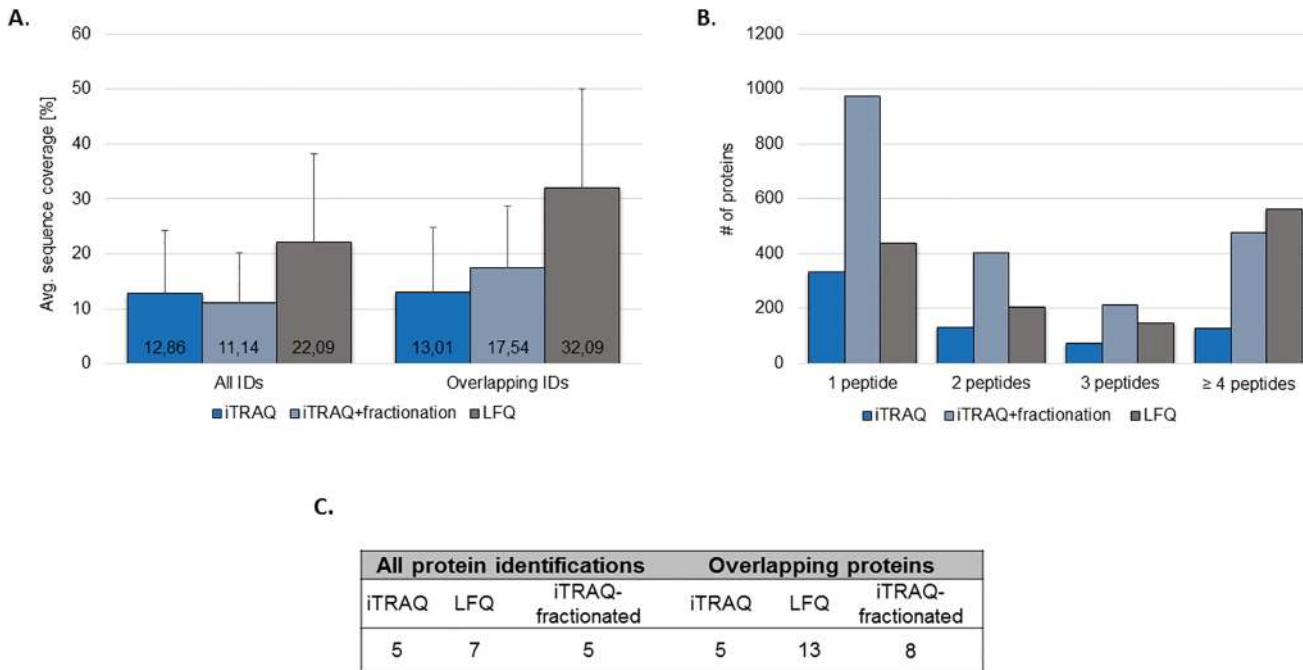 A.
60
50
40
30
20
10
0
Avg. sequence coverage [%]
12,86
11,14
22,09
13,01
17,54
32,09
All IDs
Overlapping IDs
iTRAQ
iTRAQ+fractionation
LFQ
B.
1200
1000
800
600
400
200
0
# of proteins
1 peptide
2 peptides
3 peptides
≥ 4 peptides
iTRAQ
iTRAQ+fractionation
LFQ
C.
All protein identifications Overlapping proteins
iTRAQ LFQ iTRAQ- iTRAQ LFQ iTRAQ-
fractionated fractionated
5 7 5 5 13 8